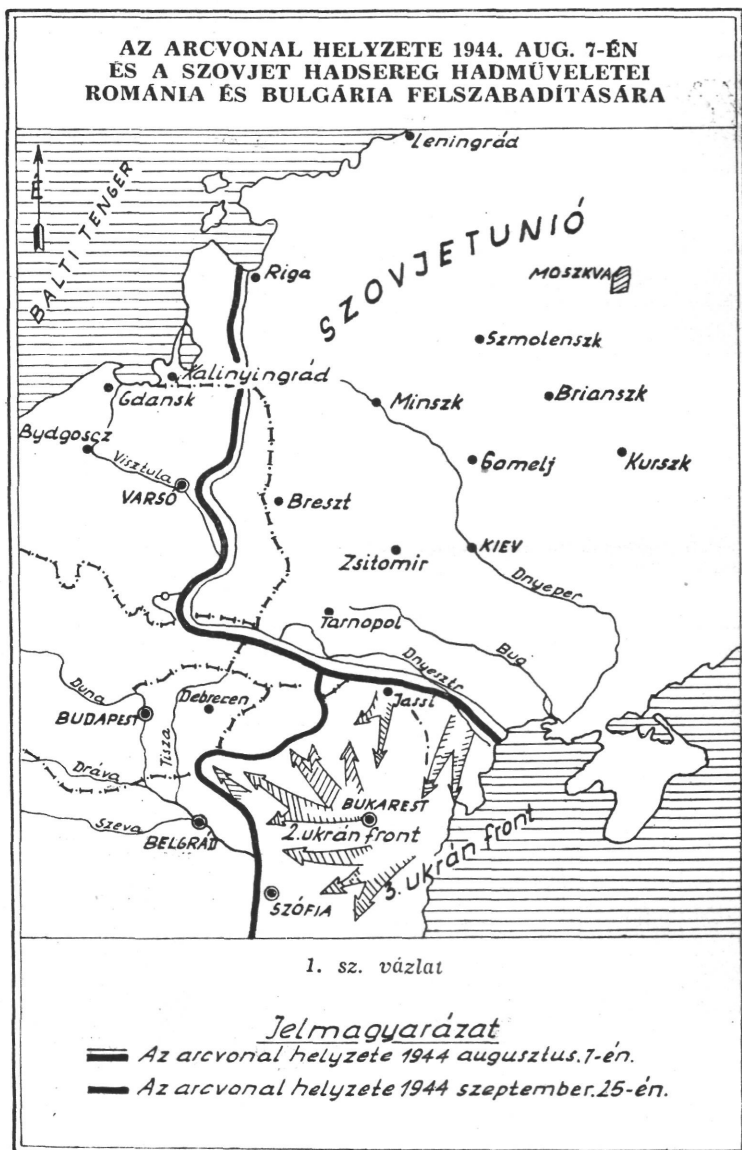 AZ ARCVONAL HELYZETE 1944. AUG. 7-ÉN
ÉS A SZOVJET HADSEREG HADMŰVELETEI
ROMÁNIA ÉS BULGÁRIA FELSZABADÍTÁSÁRA
Leningrád
É
BALTI TENGER
SZOVJETUNIÓ
Riga
MOSZKVA
Szmolenszk
Kalinyingrád
Gdansk
Minszk
Brianszk
Bydgoscz
Visztula
Gamelj
Kurszk
VARSÓ
Breszt
Zsitomir
KIEV
Dnyeper
Tarnopol
Bug
Dnyesztr
Duna
Debrecen
Jassi
BUDAPEST
Tisza
Dráva
Szeva
BELGRÁD
BUKAREST
2. ukrán front
3. ukrán front
SZÓFIA
1. sz. vázlat
Jelmagyarázat
Az arcvonal helyzete 1944 augusztus. 7-én.
Az arcvonal helyzete 1944 szeptember. 25-én.